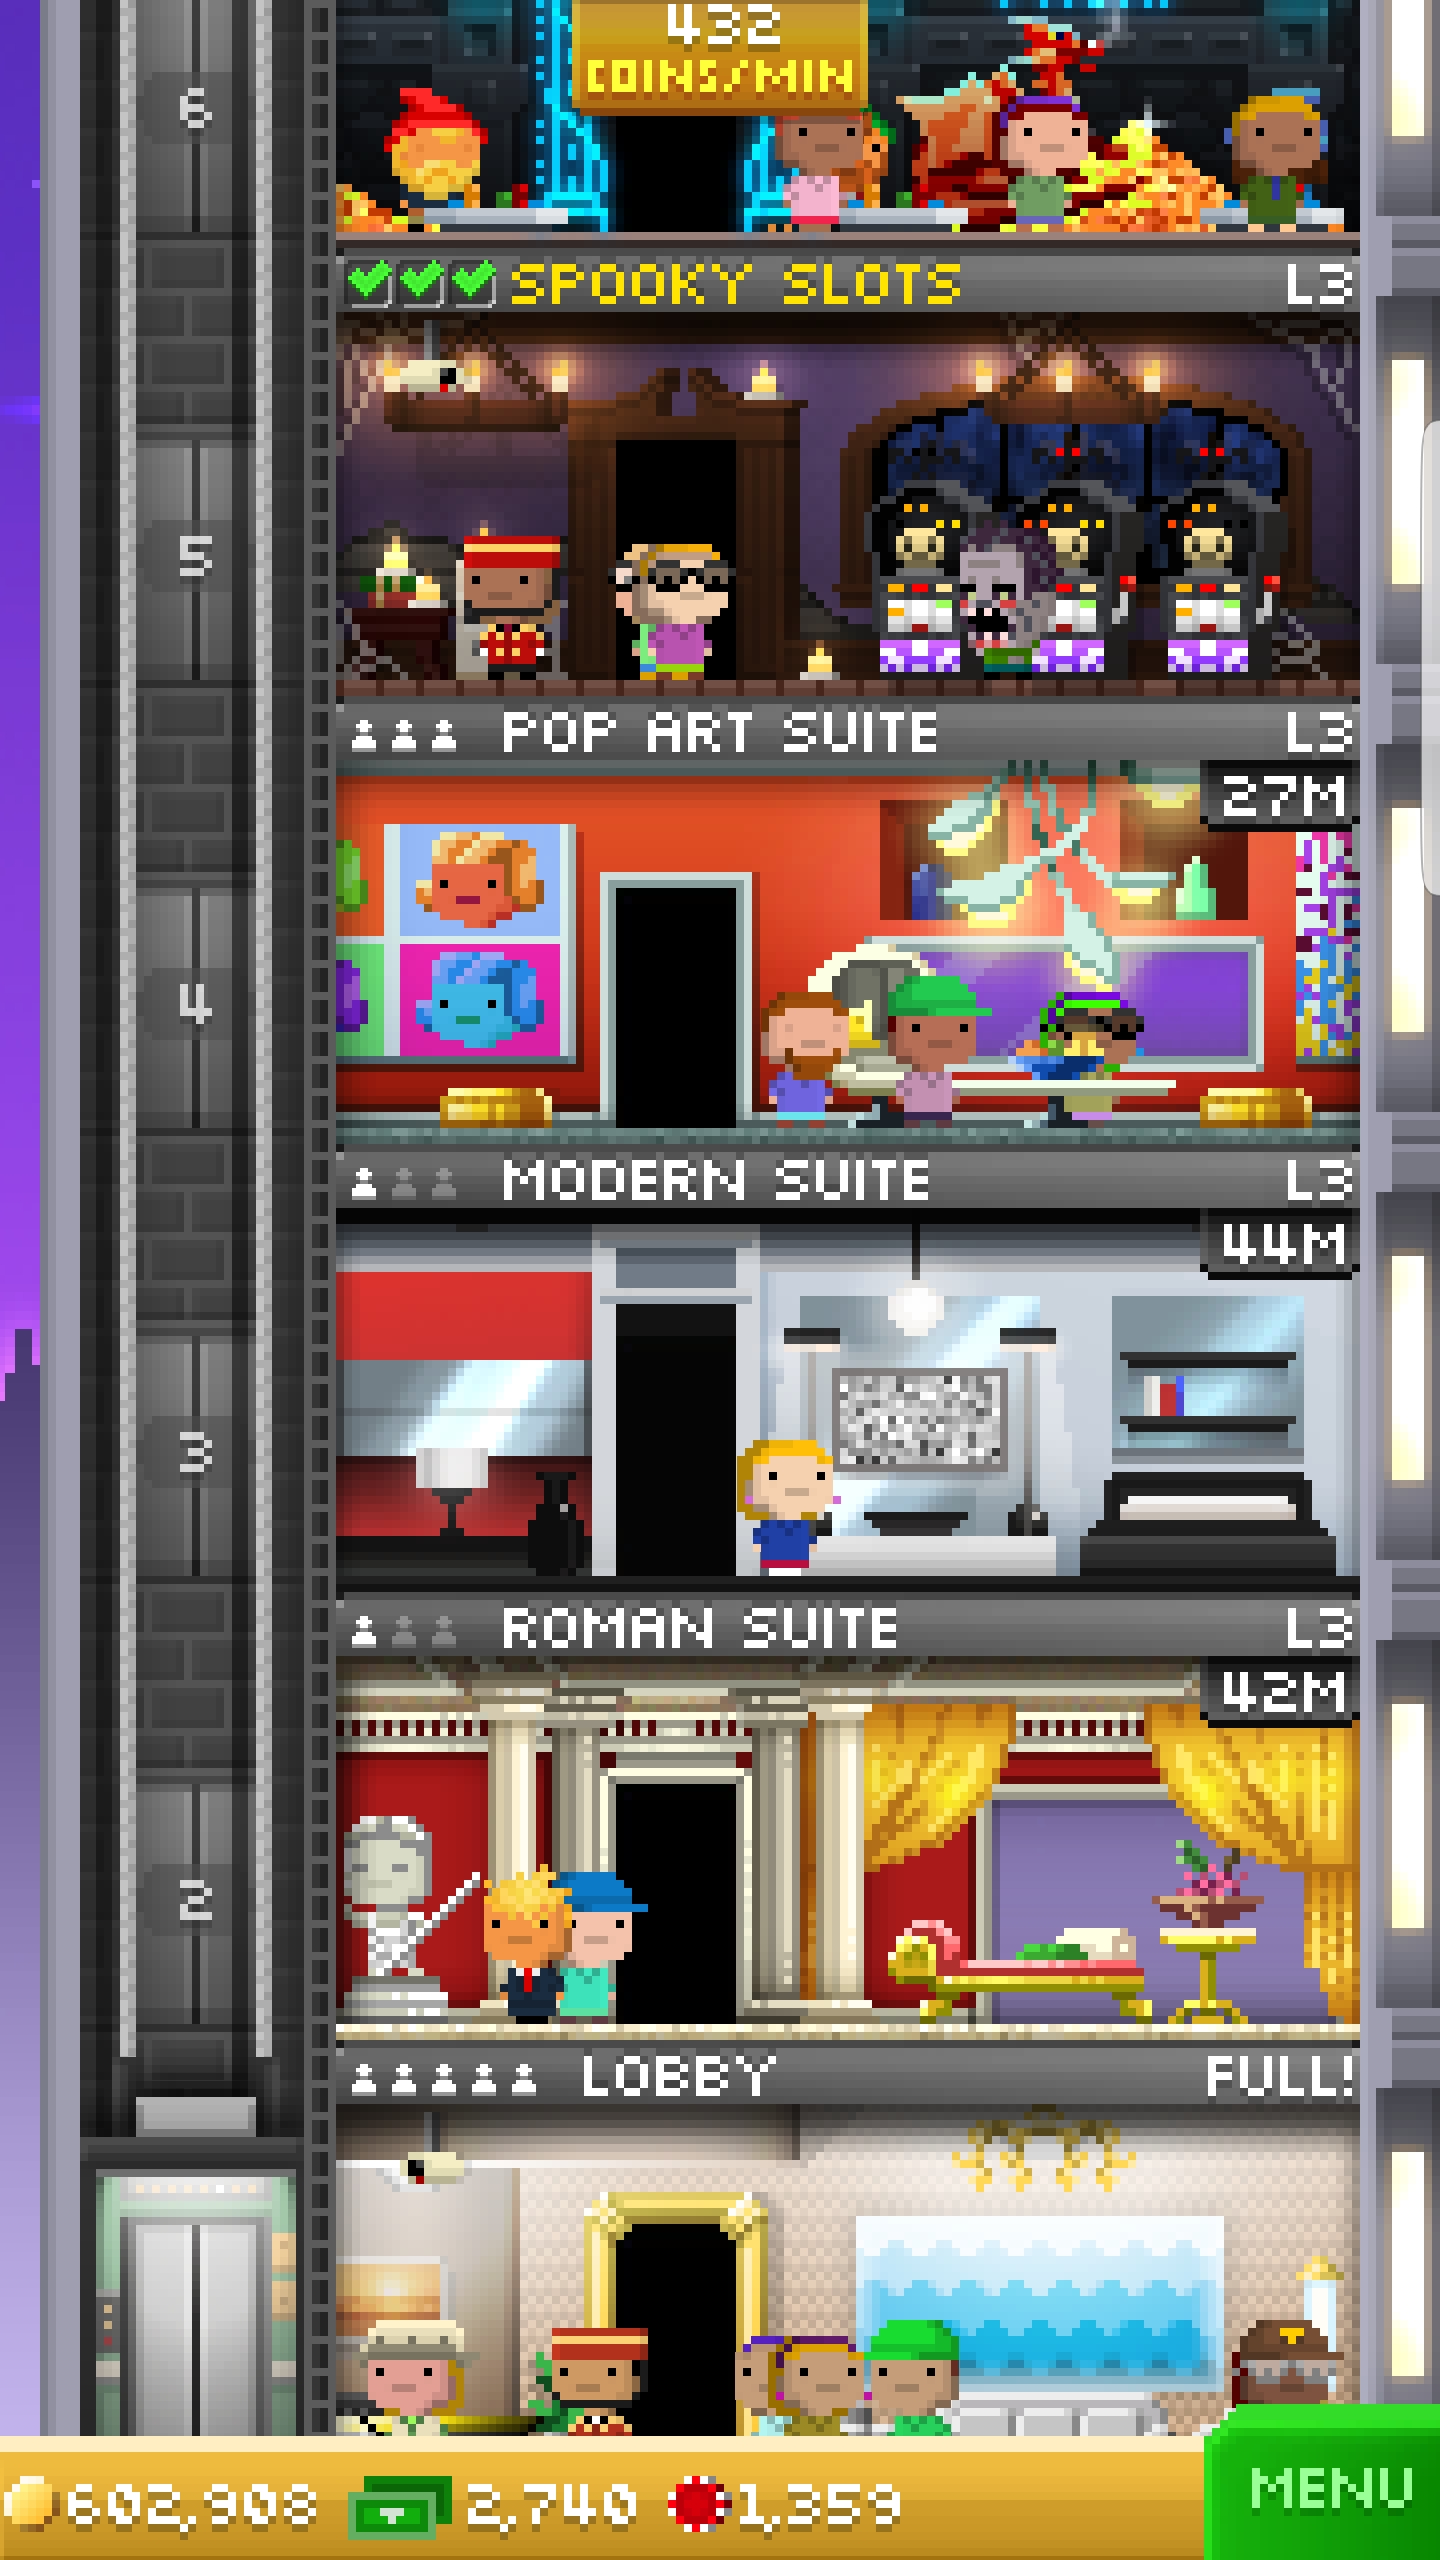 432
COINS/MIN
6
SPOOKY SLOTS L3
5
POP ART SUITE L3
27M
4
MODERN SUITE L3
44M
3
ROMAN SUITE L3
42M
2
LOBBY FULL!
602,908 2,740 1,359 MENU